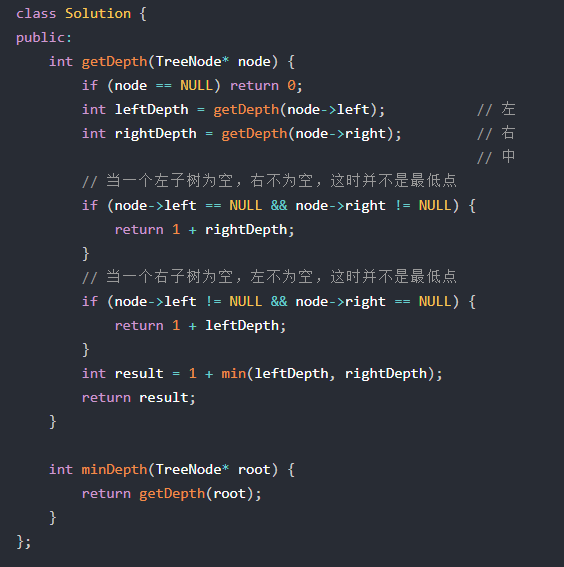 class Solution {
public:
    int getDepth(TreeNode* node) {
        if (node == NULL) return 0;
        int leftDepth = getDepth(node->left);           // 左
        int rightDepth = getDepth(node->right);         // 右
                                                        // 中
        // 当一个左子树为空，右不为空，这时并不是最低点
        if (node->left == NULL && node->right != NULL) {
            return 1 + rightDepth;
        }
        // 当一个右子树为空，左不为空，这时并不是最低点
        if (node->left != NULL && node->right == NULL) {
            return 1 + leftDepth;
        }
        int result = 1 + min(leftDepth, rightDepth);
        return result;
    }

    int minDepth(TreeNode* root) {
        return getDepth(root);
    }
};